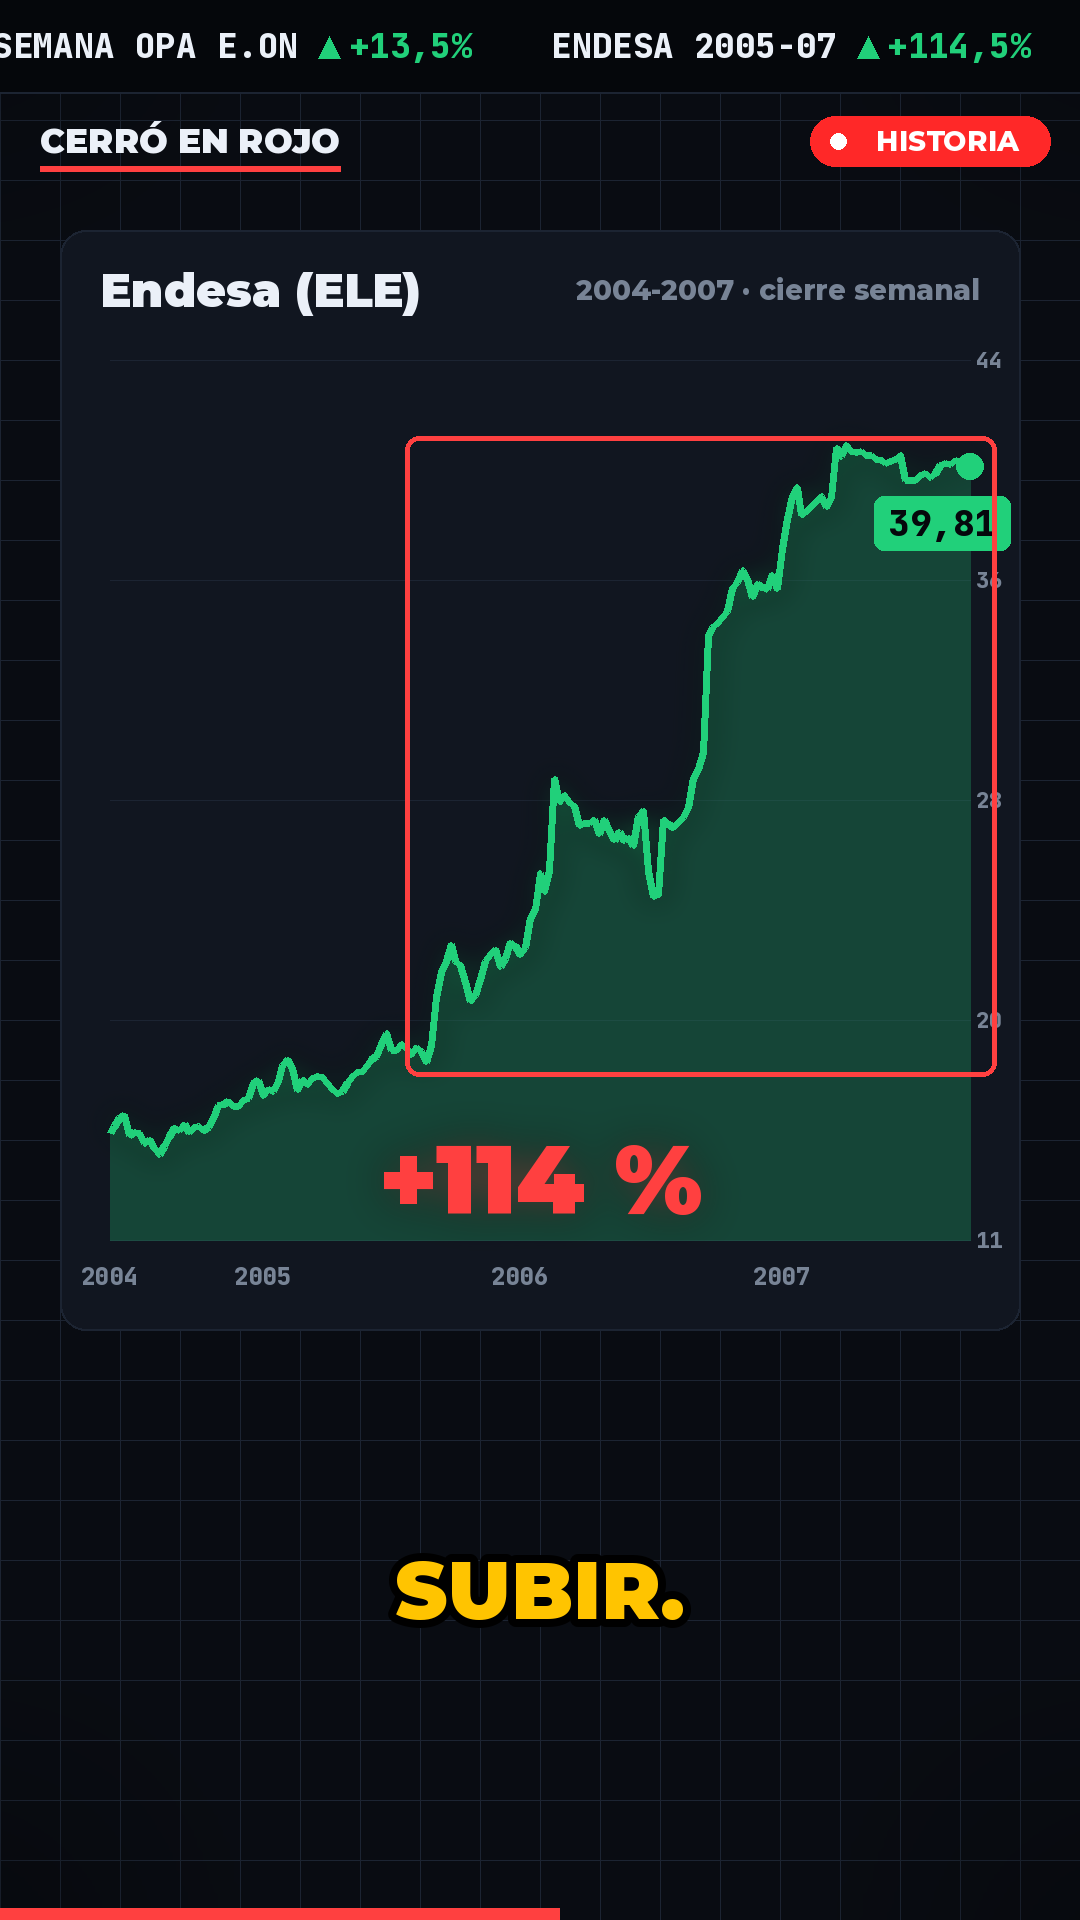 SEMANA OPA E.ON ▲+13,5% ENDESA 2005-07 ▲+114,5%
CERRÓ EN ROJO
HISTORIA
Endesa (ELE)
2004-2007 · cierre semanal
44
39,81
36
28
20
+114 %
11
2004 2005 2006 2007
SUBIR.